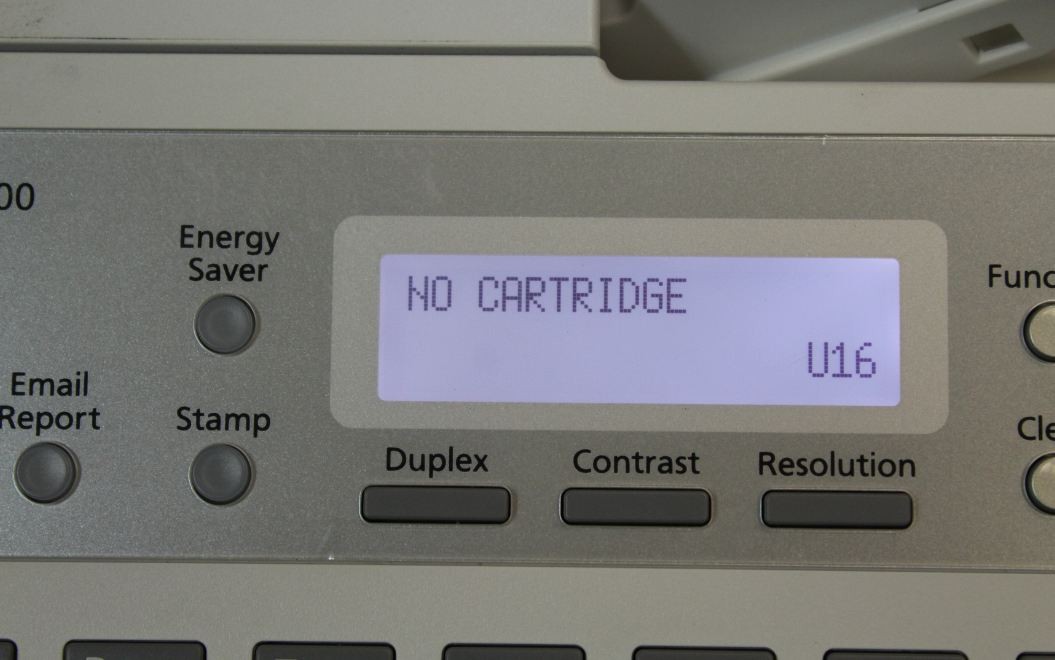 00
Energy
Saver
NO CARTRIDGE
U16
Func
Email
Report
Stamp
Cle
Duplex
Contrast
Resolution